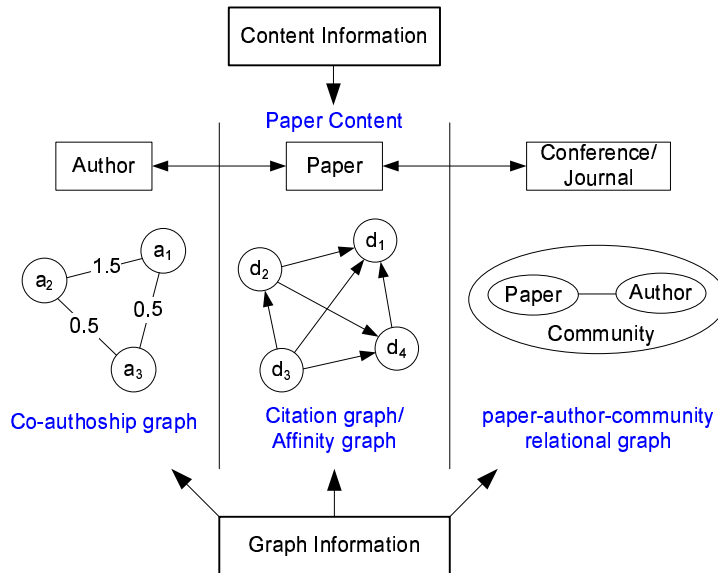 Content Information
Paper Content
Author
Paper
Conference/
Journal
a1
a2
a3
1.5
0.5
0.5
d1
d2
d3
d4
Paper
Author
Community
Co-authoship graph
Citation graph/
Affinity graph
paper-author-community
relational graph
Graph Information